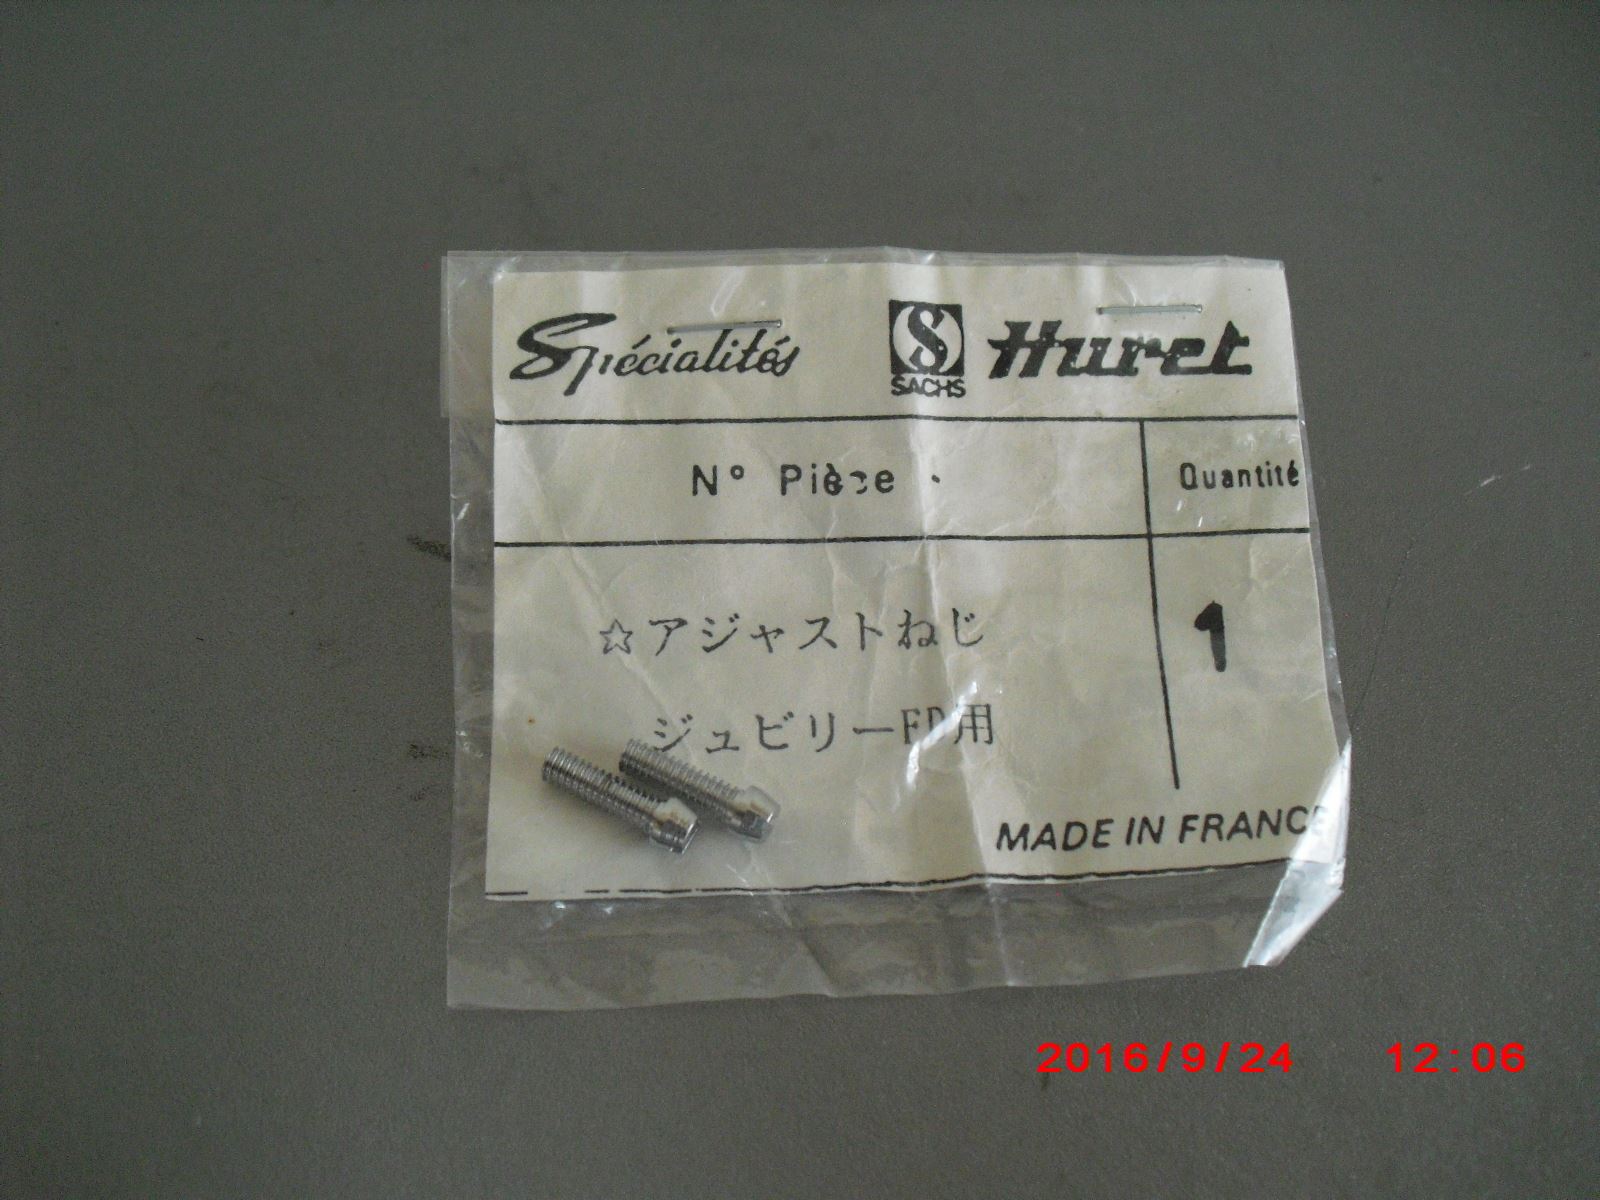 Spécialités S SACHS Huret
N° Pièce Quantité
☆アジャストねじ 1
ジュビリーFD用
MADE IN FRANCE
2016/9/24 12:06